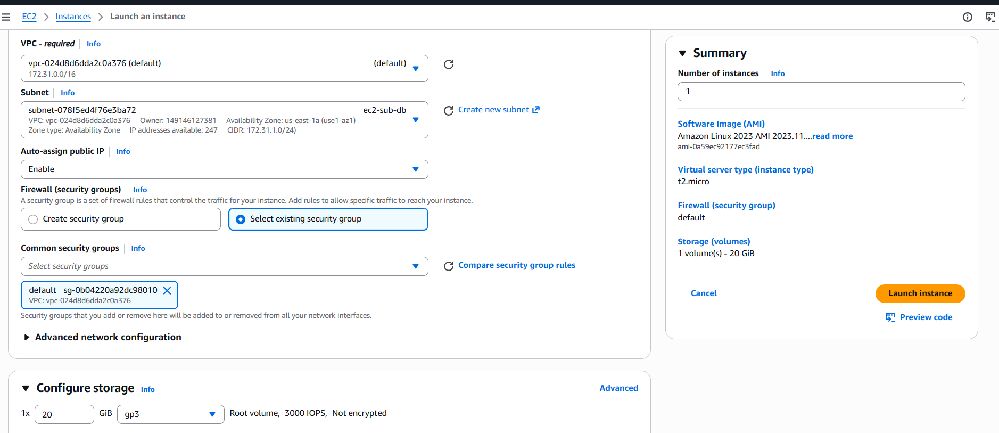 EC2 > Instances > Launch an instance
VPC - required Info
vpc-024d8d6dda2c0a376 (default) (default)
172.31.0.0/16
Subnet Info
subnet-078f5ed4f76e3ba72 ec2-sub-db
VPC: vpc-024d8d6dda2c0a376 Owner: 149146127381 Availability Zone: us-east-1a (use1-az1)
Zone type: Availability Zone IP addresses available: 247 CIDR: 172.31.1.0/24)
Create new subnet
Auto-assign public IP Info
Enable
Firewall (security groups) Info
A security group is a set of firewall rules that control the traffic for your instance. Add rules to allow specific traffic to reach your instance.
Create security group Select existing security group
Common security groups Info
Select security groups
Compare security group rules
default sg-0b04220a92dc98010
VPC: vpc-024d8d6dda2c0a376
Security groups that you add or remove here will be added to or removed from all your network interfaces.
Advanced network configuration
Configure storage Info Advanced
1x 20 GiB gp3 Root volume, 3000 IOPS, Not encrypted
Summary
Number of instances Info
1
Software Image (AMI)
Amazon Linux 2023 AMI 2023.11....read more
ami-0a59ec92177ec3fad
Virtual server type (instance type)
t2.micro
Firewall (security group)
default
Storage (volumes)
1 volume(s) - 20 GiB
Cancel Launch instance
Preview code